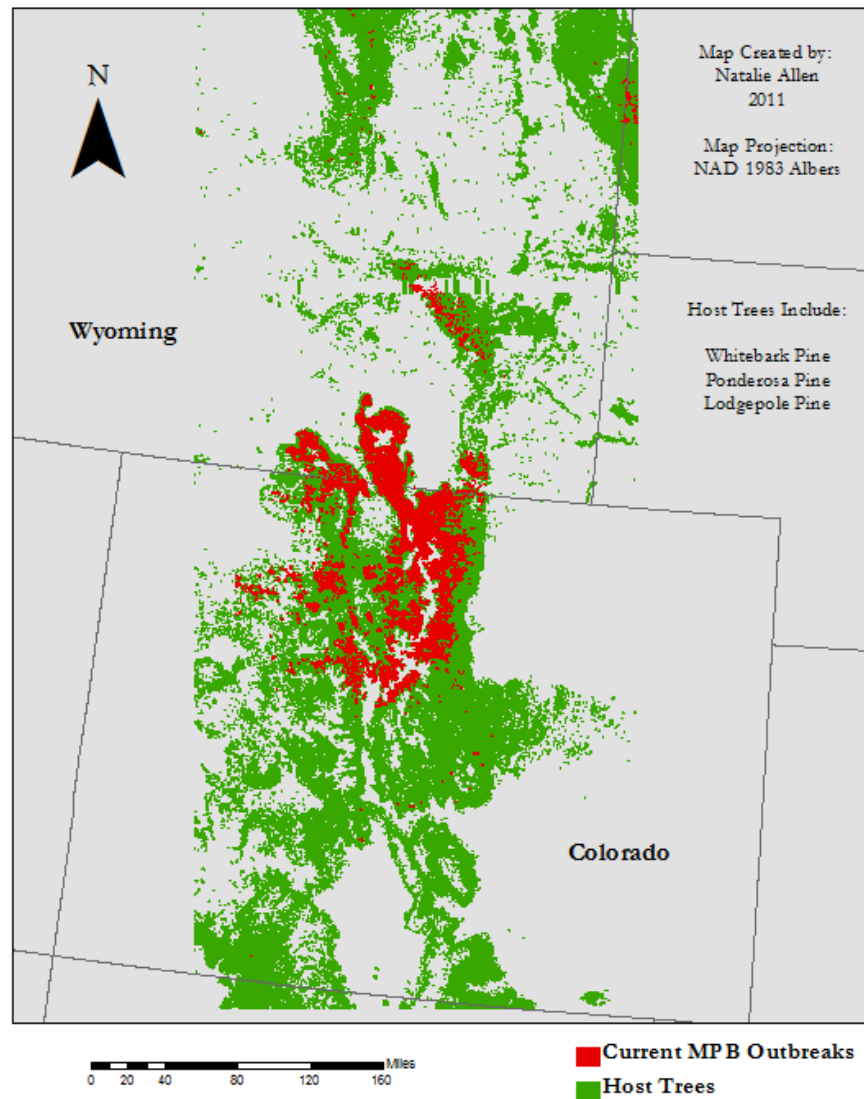 Map Created by:
Natalie Allen
2011
Map Projection:
NAD 1983 Albers
N
Wyoming
Host Trees Include:
Whitebark Pine
Ponderosa Pine
Lodgepole Pine
Colorado
Miles
0 20 40 80 120 160
Current MPB Outbreaks
Host Trees